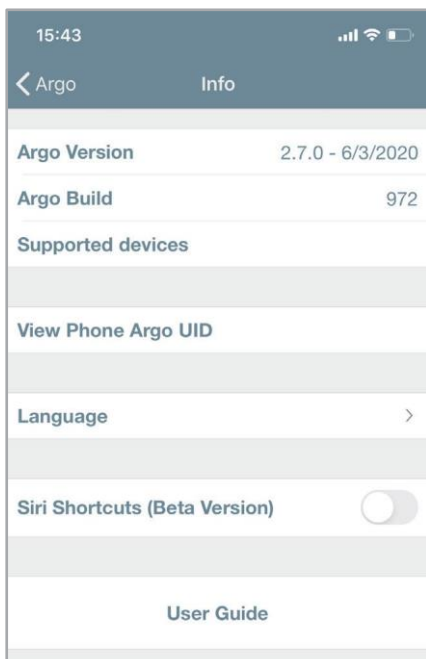 15:43
Argo
Info
Argo Version 2.7.0 - 6/3/2020
Argo Build 972
Supported devices
View Phone Argo UID
Language
Siri Shortcuts (Beta Version)
User Guide